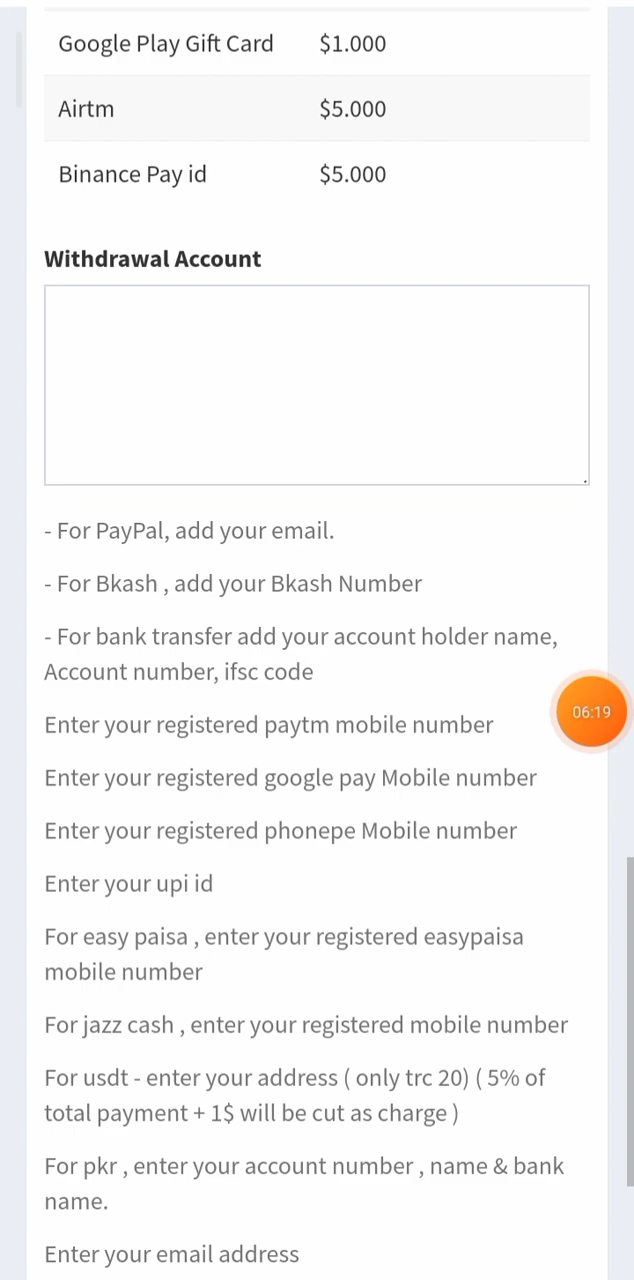 Google Play Gift Card $1.000
Airtm $5.000
Binance Pay id $5.000
Withdrawal Account
- For PayPal, add your email.
- For Bkash , add your Bkash Number
- For bank transfer add your account holder name,
Account number, ifsc code
06:19
Enter your registered paytm mobile number
Enter your registered google pay Mobile number
Enter your registered phonepe Mobile number
Enter your upi id
For easy paisa , enter your registered easypaisa
mobile number
For jazz cash , enter your registered mobile number
For usdt - enter your address ( only trc 20) ( 5% of
total payment + 1$ will be cut as charge )
For pkr , enter your account number , name & bank
name.
Enter your email address